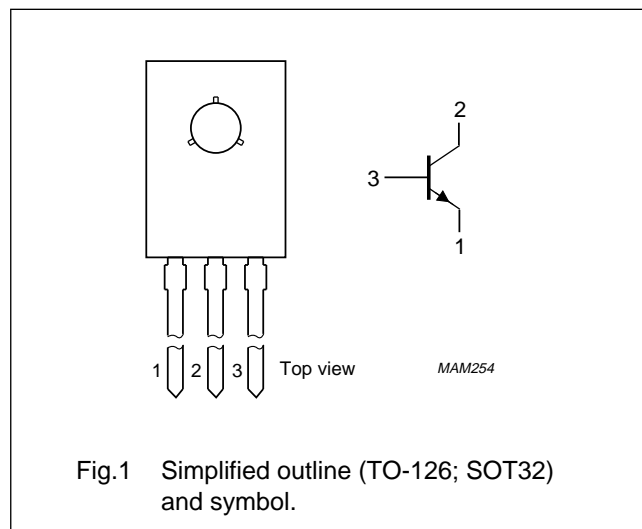 2
3
1
1 2 3 Top view MAM254
Fig.1 Simplified outline (TO-126; SOT32)
and symbol.